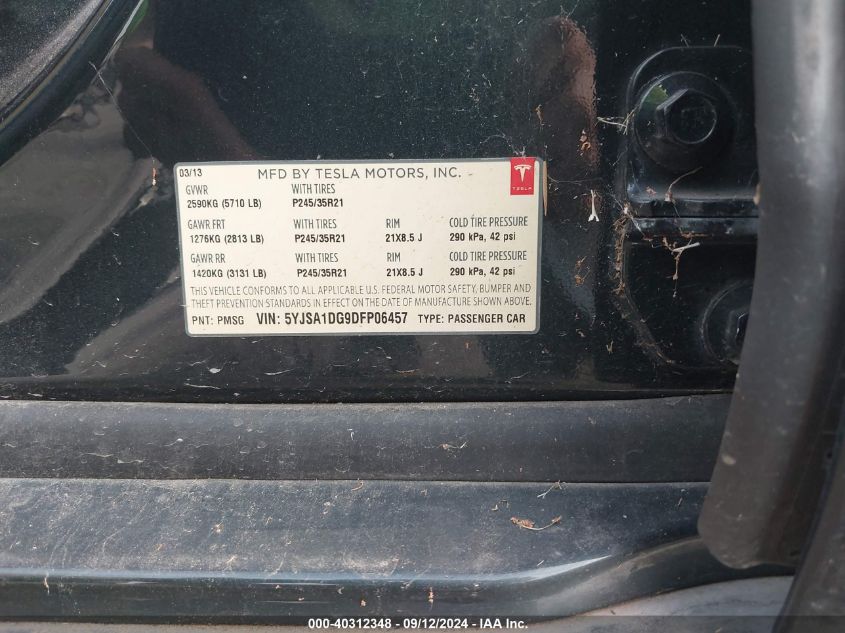 03/13 MFD BY TESLA MOTORS, INC.
TESLA
GVWR WITH TIRES
2590KG (5710 LB) P245/35R21
GAWR FRT WITH TIRES RIM COLD TIRE PRESSURE
1276KG (2813 LB) P245/35R21 21X8.5 J 290 kPa, 42 psi
GAWR RR WITH TIRES RIM COLD TIRE PRESSURE
1420KG (3131 LB) P245/35R21 21X8.5 J 290 kPa, 42 psi
THIS VEHICLE CONFORMS TO ALL APPLICABLE U.S. FEDERAL MOTOR SAFETY, BUMPER AND
THEFT PREVENTION STANDARDS IN EFFECT ON THE DATE OF MANUFACTURE SHOWN ABOVE.
PNT: PMSG VIN: 5YJSA1DG9DFP06457 TYPE: PASSENGER CAR
000-40312348 - 09/12/2024 - IAA Inc.